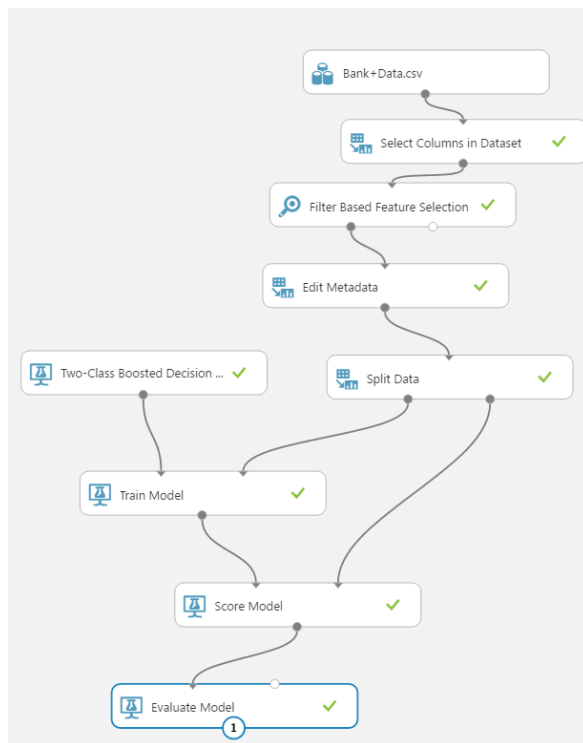 Bank+Data.csv
Select Columns in Dataset
Filter Based Feature Selection
Edit Metadata
Two-Class Boosted Decision ...
Split Data
Train Model
Score Model
Evaluate Model
1